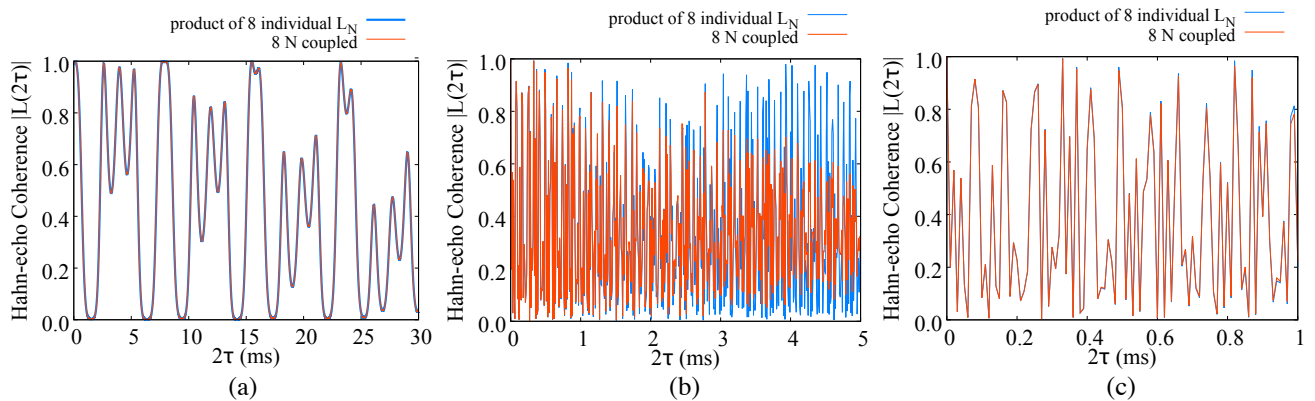 product of 8 individual L_N
8 N coupled
Hahn-echo Coherence |L(2τ)|
1.0
0.8
0.6
0.4
0.2
0.0
0 5 10 15 20 25 30
2τ (ms)
(a)
product of 8 individual L_N
8 N coupled
Hahn-echo Coherence |L(2τ)|
1.0
0.8
0.6
0.4
0.2
0.0
0 1 2 3 4 5
2τ (ms)
(b)
product of 8 individual L_N
8 N coupled
Hahn-echo Coherence |L(2τ)|
1.0
0.8
0.6
0.4
0.2
0.0
0 0.2 0.4 0.6 0.8 1
2τ (ms)
(c)